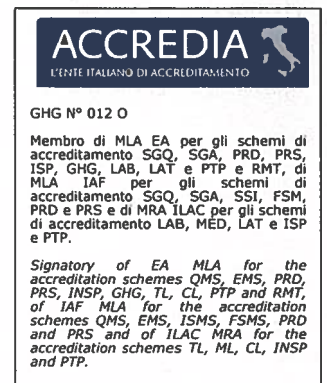 ACCREDIA
L'ENTE ITALIANO DI ACCREDITAMENTO
GHG N° 012 O
Membro di MLA EA per gli schemi di
accreditamento SGQ, SGA, PRD, PRS,
ISP, GHG, LAB, LAT e PTP e RMT, di
MLA IAF per gli schemi di
accreditamento SGQ, SGA, SSI, FSM,
PRD e PRS e di MRA ILAC per gli schemi
di accreditamento LAB, MED, LAT e ISP
e PTP.
Signatory of EA MLA for the
accreditation schemes QMS, EMS, PRD,
PRS, INSP, GHG, TL, CL, PTP and RMT,
of IAF MLA for the accreditation
schemes QMS, EMS, ISMS, FSMS, PRD
and PRS and of ILAC MRA for the
accreditation schemes TL, ML, CL, INSP
and PTP.